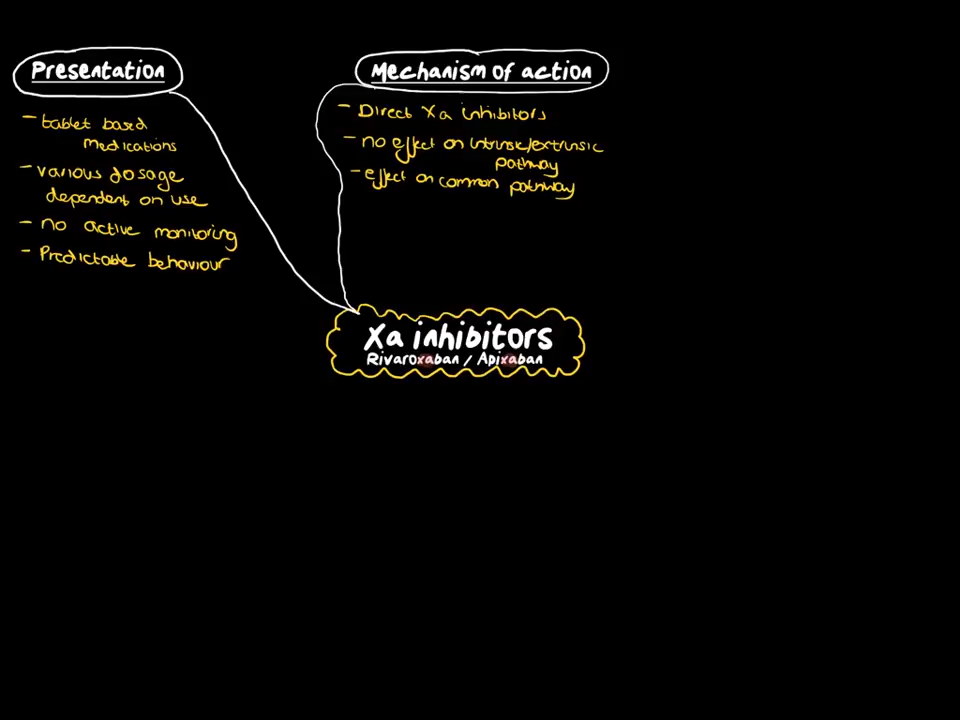 Presentation
- tablet based
medications
- various dosage
dependent on use
- no active monitoring
- Predictable behaviour
Mechanism of action
- Direct Xa inhibitors
- no effect on intrinsic/extrinsic
pathway
- effect on common pathway
Xa inhibitors
Rivaroxaban / Apixaban